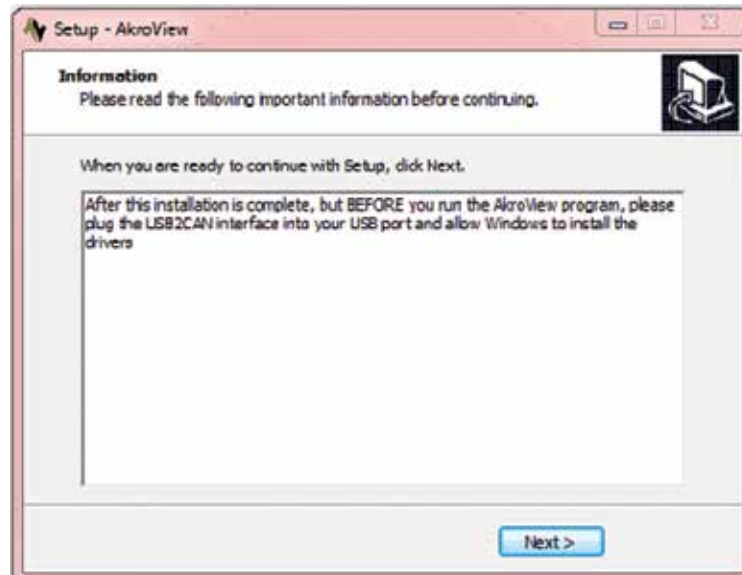 Setup - AkroView
Information
Please read the following important information before continuing.
When you are ready to continue with Setup, click Next.
After this installation is complete, but BEFORE you run the AkroView program, please
plug the USB2CAN interface into your USB port and allow Windows to install the
drivers
Next >